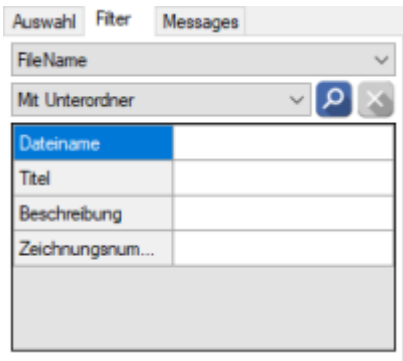 Auswahl Filter Messages
FileName
Mit Unterordner
Dateiname
Titel
Beschreibung
Zeichnungsnum...